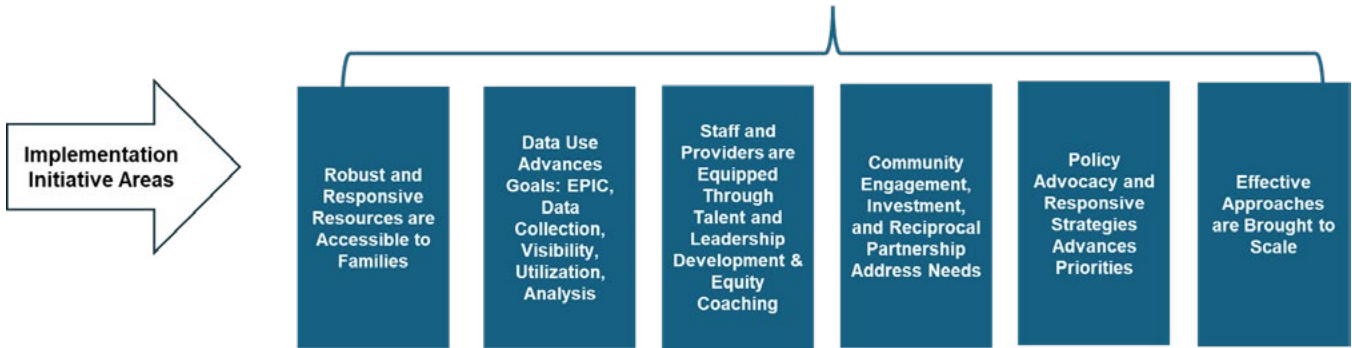 Implementation
Initiative Areas
Robust and
Responsive
Resources are
Accessible to
Families
Data Use
Advances
Goals: EPIC,
Data
Collection,
Visibility,
Utilization,
Analysis
Staff and
Providers are
Equipped
Through
Talent and
Leadership
Development &
Equity
Coaching
Community
Engagement,
Investment,
and Reciprocal
Partnership
Address Needs
Policy
Advocacy and
Responsive
Strategies
Advances
Priorities
Effective
Approaches
are Brought to
Scale